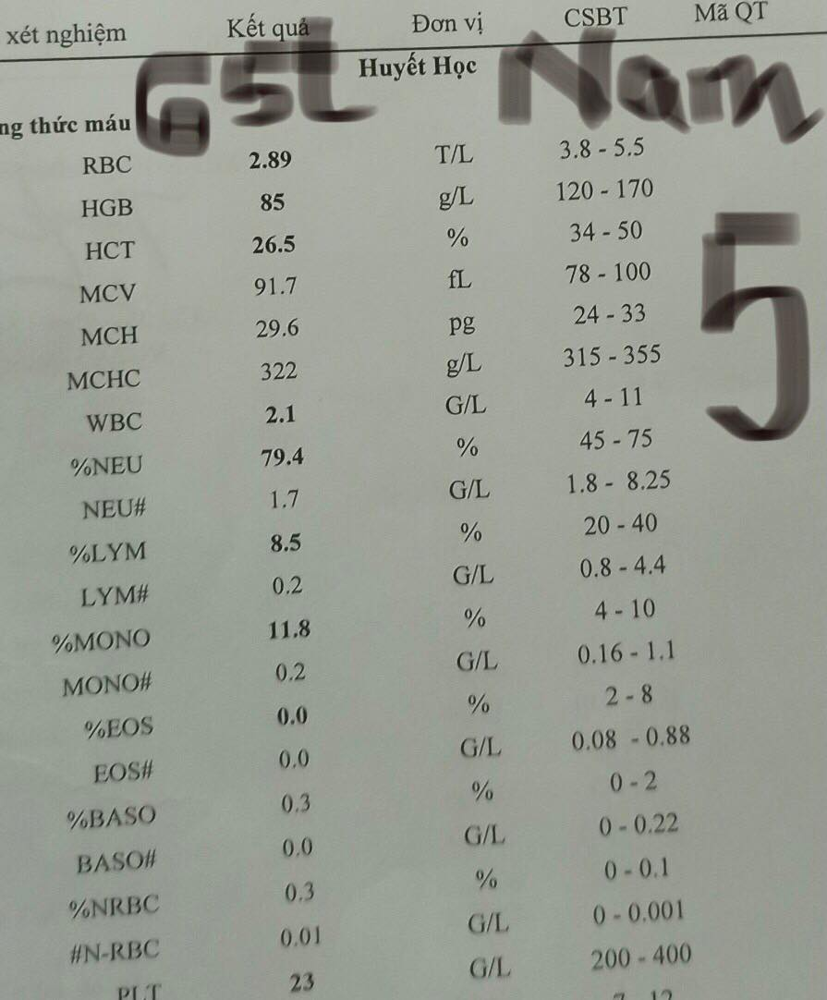 xét nghiệm Kết quả Đơn vị CSBT Mã QT
Huyết Học
G5L Nam
ng thức máu
RBC 2.89 T/L 3.8 - 5.5
HGB 85 g/L 120 - 170
HCT 26.5 % 34 - 50
MCV 91.7 fL 78 - 100
MCH 29.6 pg 24 - 33
MCHC 322 g/L 315 - 355
5
WBC 2.1 G/L 4 - 11
%NEU 79.4 % 45 - 75
NEU# 1.7 G/L 1.8 - 8.25
%LYM 8.5 % 20 - 40
LYM# 0.2 G/L 0.8 - 4.4
%MONO 11.8 % 4 - 10
MONO# 0.2 G/L 0.16 - 1.1
%EOS 0.0 % 2 - 8
EOS# 0.0 G/L 0.08 - 0.88
%BASO 0.3 % 0 - 2
BASO# 0.0 G/L 0 - 0.22
%NRBC 0.3 % 0 - 0.1
#N-RBC 0.01 G/L 0 - 0.001
PLT 23 G/L 200 - 400